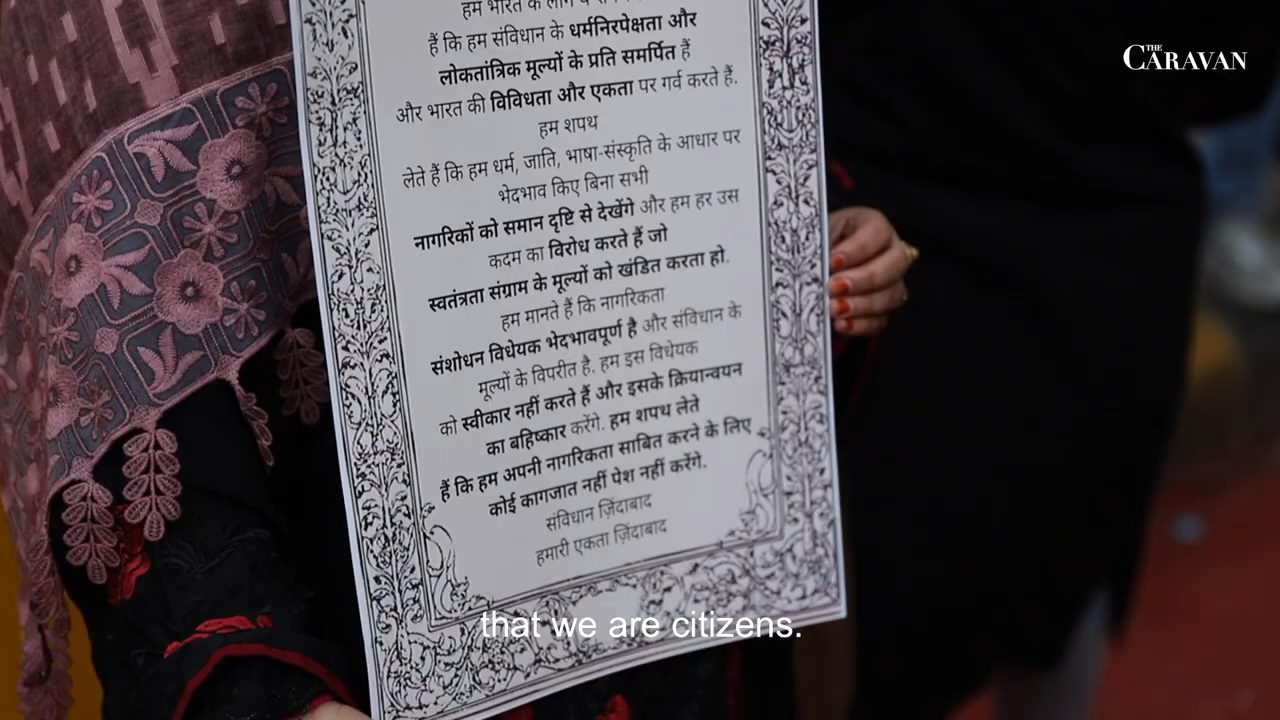 हम भारत के लोग
हैं कि हम संविधान के धर्मनिरपेक्षता और
लोकतांत्रिक मूल्यों के प्रति समर्पित हैं
और भारत की विविधता और एकता पर गर्व करते हैं.
हम शपथ
लेते हैं कि हम धर्म, जाति, भाषा-संस्कृति के आधार पर
भेदभाव किए बिना सभी
नागरिकों को समान दृष्टि से देखेंगे और हम हर उस
कदम का विरोध करते हैं जो
स्वतंत्रता संग्राम के मूल्यों को खंडित करता हो.
हम मानते हैं कि नागरिकता
संशोधन विधेयक भेदभावपूर्ण है और संविधान के
मूल्यों के विपरीत है. हम इस विधेयक
को स्वीकार नहीं करते हैं और इसके क्रियान्वयन
का बहिष्कार करेंगे. हम शपथ लेते
हैं कि हम अपनी नागरिकता साबित करने के लिए
कोई कागजात नहीं पेश नहीं करेंगे.
संविधान ज़िंदाबाद
हमारी एकता ज़िंदाबाद
THE CARAVAN
that we are citizens.